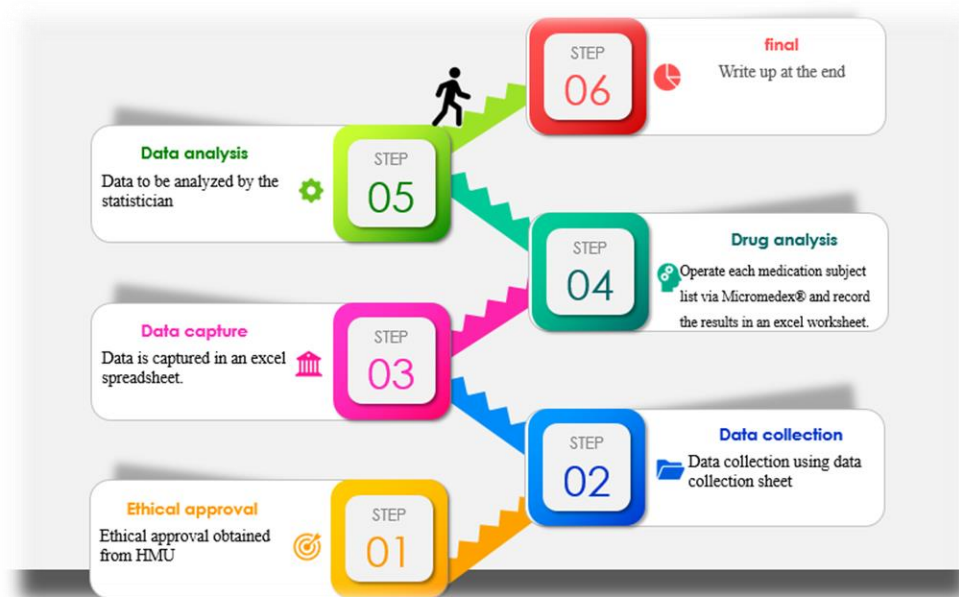 STEP
06
final
Write up at the end
Data analysis
Data to be analyzed by the
statistician
STEP
05
STEP
04
Drug analysis
Operate each medication subject
list via Micromedex® and record
the results in an excel worksheet.
Data capture
Data is captured in an excel
spreadsheet.
STEP
03
STEP
02
Data collection
Data collection using data
collection sheet
Ethical approval
Ethical approval obtained
from HMU
STEP
01